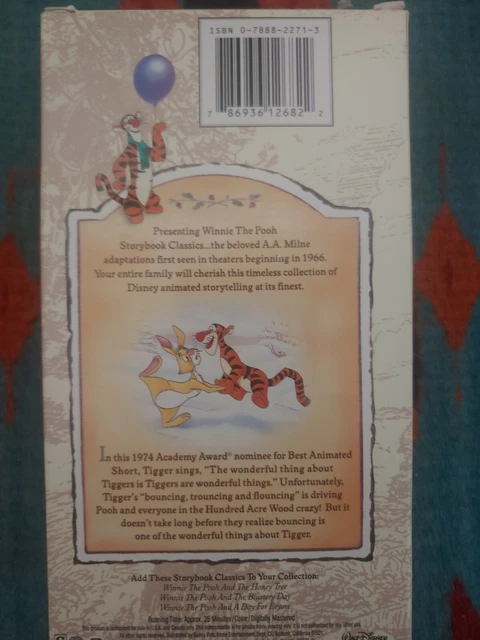 ISBN 0-7888-2271-3
7 86936 12682 2
Presenting Winnie The Pooh
Storybook Classics...the beloved A.A. Milne
adaptations first seen in theaters beginning in 1966.
Your entire family will cherish this timeless collection of
Disney animated storytelling at its finest.
In this 1974 Academy Award® nominee for Best Animated
Short, Tigger sings, "The wonderful thing about
Tiggers is Tiggers are wonderful things." Unfortunately,
Tigger's "bouncing, trouncing and flouncing" is driving
Pooh and everyone in the Hundred Acre Wood crazy! But it
doesn't take long before they realize bouncing is
one of the wonderful things about Tigger.
Add These Storybook Classics To Your Collection:
Winnie The Pooh And The Honey Tree
Winnie The Pooh And The Blustery Day
Winnie The Pooh And A Day For Eeyore
Running Time: Approx. 25 Minutes/Color/Digitally Mastered
Walt Disney